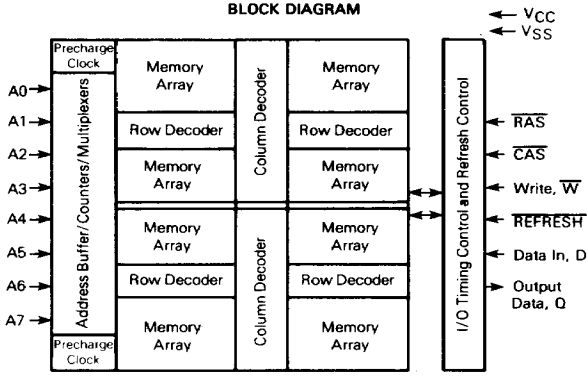 BLOCK DIAGRAM
VCC
VSS
Precharge
Clock
Address Buffer/Counters/Multiplexers
Precharge
Clock
A0
A1
A2
A3
A4
A5
A6
A7
Memory
Array
Row Decoder
Memory
Array
Memory
Array
Row Decoder
Memory
Array
Column Decoder
Column Decoder
Memory
Array
Row Decoder
Memory
Array
Memory
Array
Row Decoder
Memory
Array
I/O Timing Control and Refresh Control
R̅A̅S̅
C̅A̅S̅
Write, W̅
R̅E̅F̅R̅E̅S̅H̅
Data In, D
Output
Data, Q